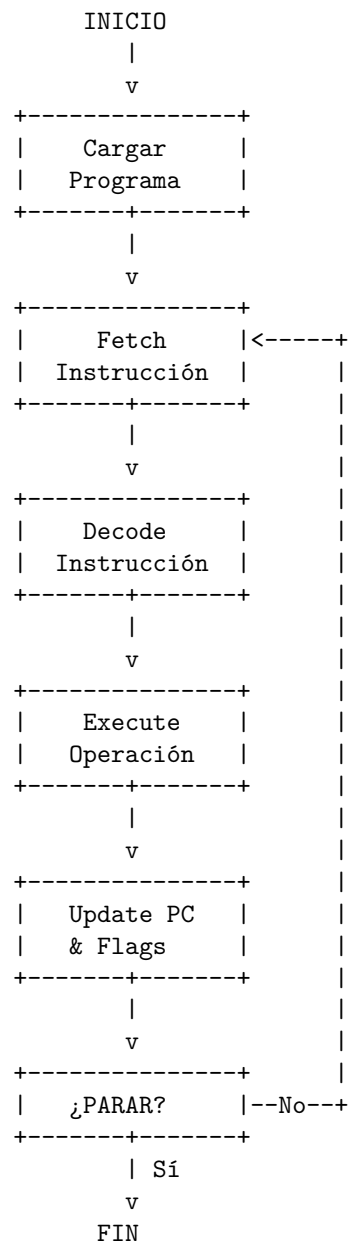 INICIO
Cargar
Programa
Fetch
Instrucción
Decode
Instrucción
Execute
Operación
Update PC
& Flags
¿PARAR? No
Sí
FIN